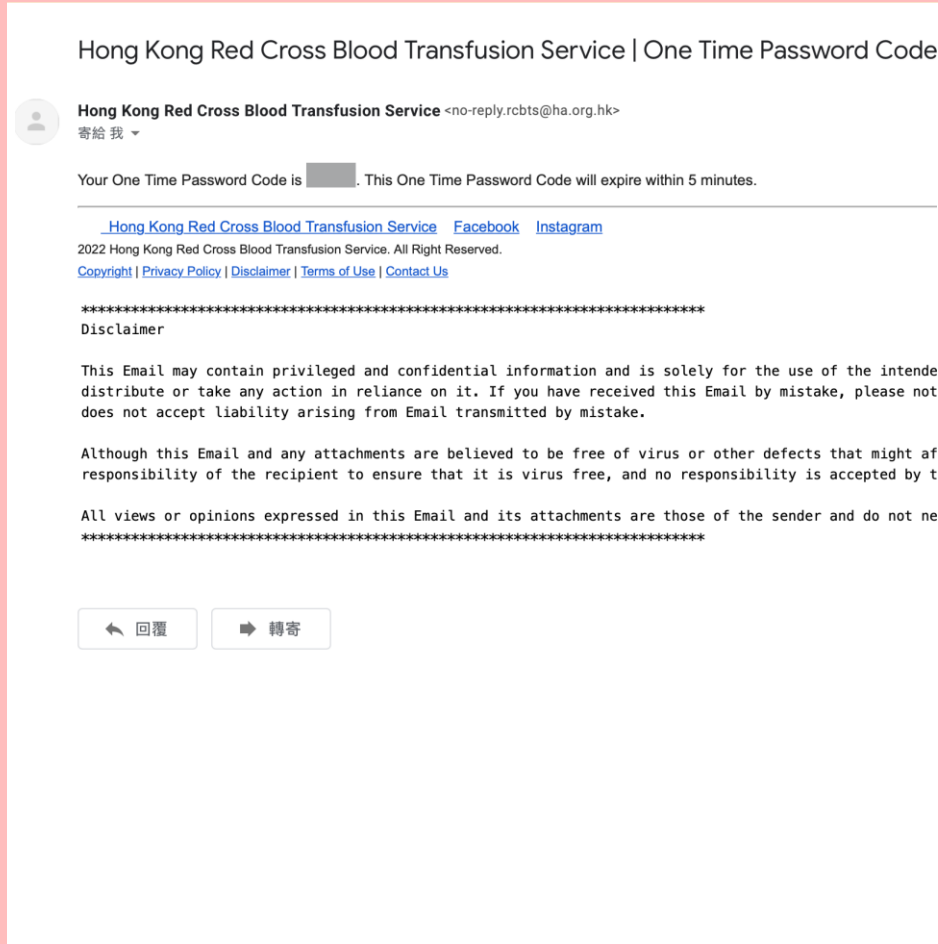 Hong Kong Red Cross Blood Transfusion Service | One Time Password Code
Hong Kong Red Cross Blood Transfusion Service <no-reply.rcbts@ha.org.hk>
寄給 我
Your One Time Password Code is . This One Time Password Code will expire within 5 minutes.
Hong Kong Red Cross Blood Transfusion Service Facebook Instagram
2022 Hong Kong Red Cross Blood Transfusion Service. All Right Reserved.
Copyright | Privacy Policy | Disclaimer | Terms of Use | Contact Us
***************************************************************************
Disclaimer
This Email may contain privileged and confidential information and is solely for the use of the intende
distribute or take any action in reliance on it. If you have received this Email by mistake, please not
does not accept liability arising from Email transmitted by mistake.
Although this Email and any attachments are believed to be free of virus or other defects that might af
responsibility of the recipient to ensure that it is virus free, and no responsibility is accepted by t
All views or opinions expressed in this Email and its attachments are those of the sender and do not ne
***************************************************************************
回覆 轉寄